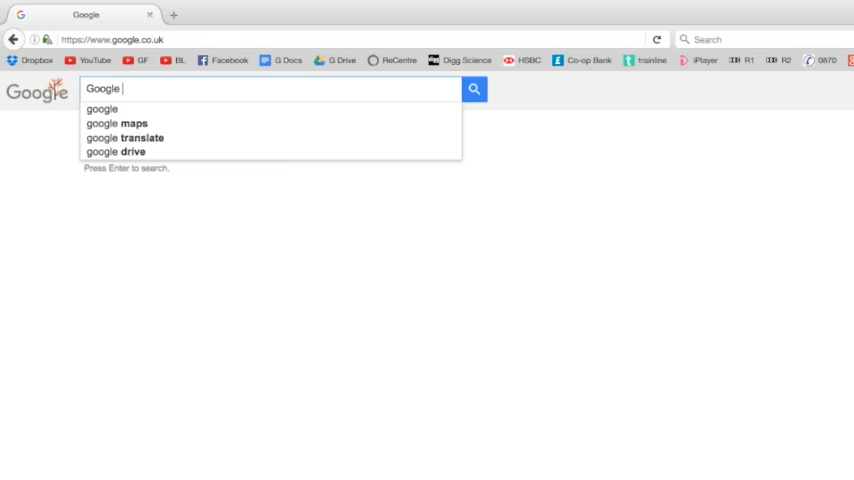 Google
https://www.google.co.uk
Search
Dropbox YouTube GF BL Facebook G Docs G Drive ReCentre Digg Science HSBC Co-op Bank trainline iPlayer R1 R2 0870
Google
Google
google
google maps
google translate
google drive
Press Enter to search.